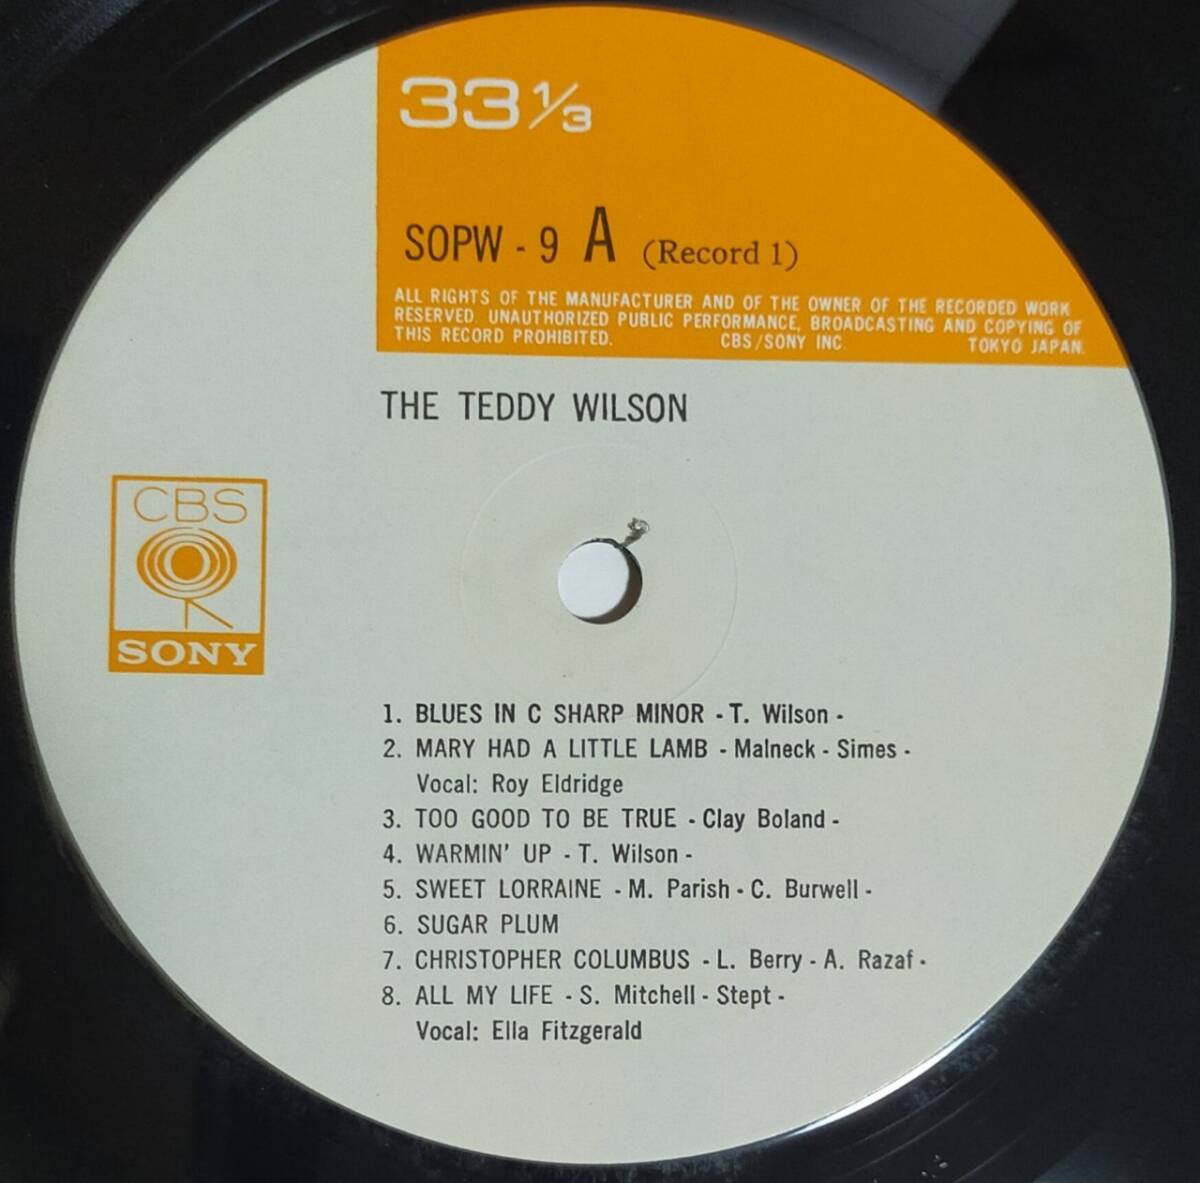 33 1/3
SOPW - 9 A (Record 1)
ALL RIGHTS OF THE MANUFACTURER AND OF THE OWNER OF THE RECORDED WORK
RESERVED. UNAUTHORIZED PUBLIC PERFORMANCE, BROADCASTING AND COPYING OF
THIS RECORD PROHIBITED. CBS/SONY INC. TOKYO JAPAN.
THE TEDDY WILSON
CBS
SONY
1. BLUES IN C SHARP MINOR - T. Wilson -
2. MARY HAD A LITTLE LAMB - Malneck - Simes -
Vocal: Roy Eldridge
3. TOO GOOD TO BE TRUE - Clay Boland -
4. WARMIN' UP - T. Wilson -
5. SWEET LORRAINE - M. Parish - C. Burwell -
6. SUGAR PLUM
7. CHRISTOPHER COLUMBUS - L. Berry - A. Razaf -
8. ALL MY LIFE - S. Mitchell - Stept -
Vocal: Ella Fitzgerald